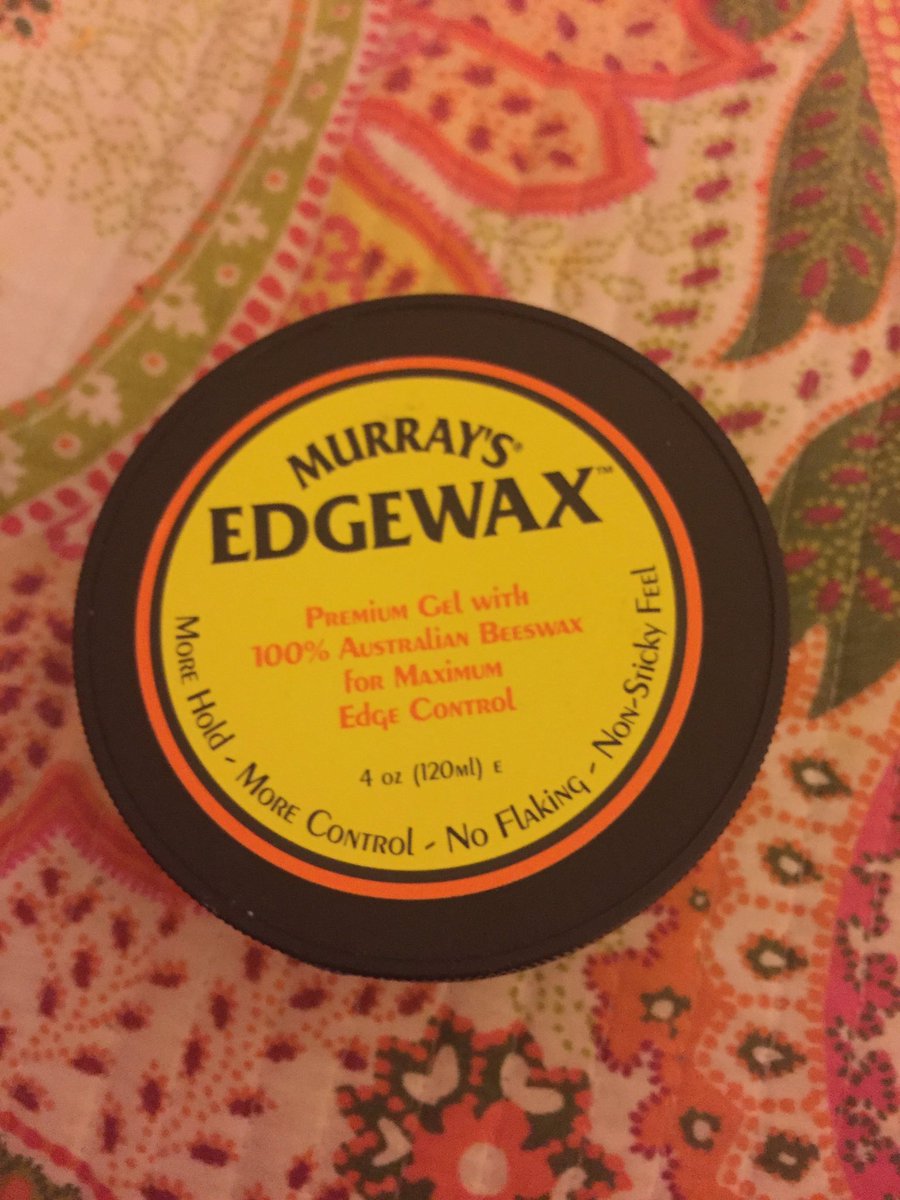 MURRAY'S®
EDGEWAX™
PREMIUM GEL WITH
100% AUSTRALIAN BEESWAX
FOR MAXIMUM
EDGE CONTROL
4 oz (120ml) E
MORE HOLD - MORE CONTROL - NO FLAKING - NON-STICKY FEEL